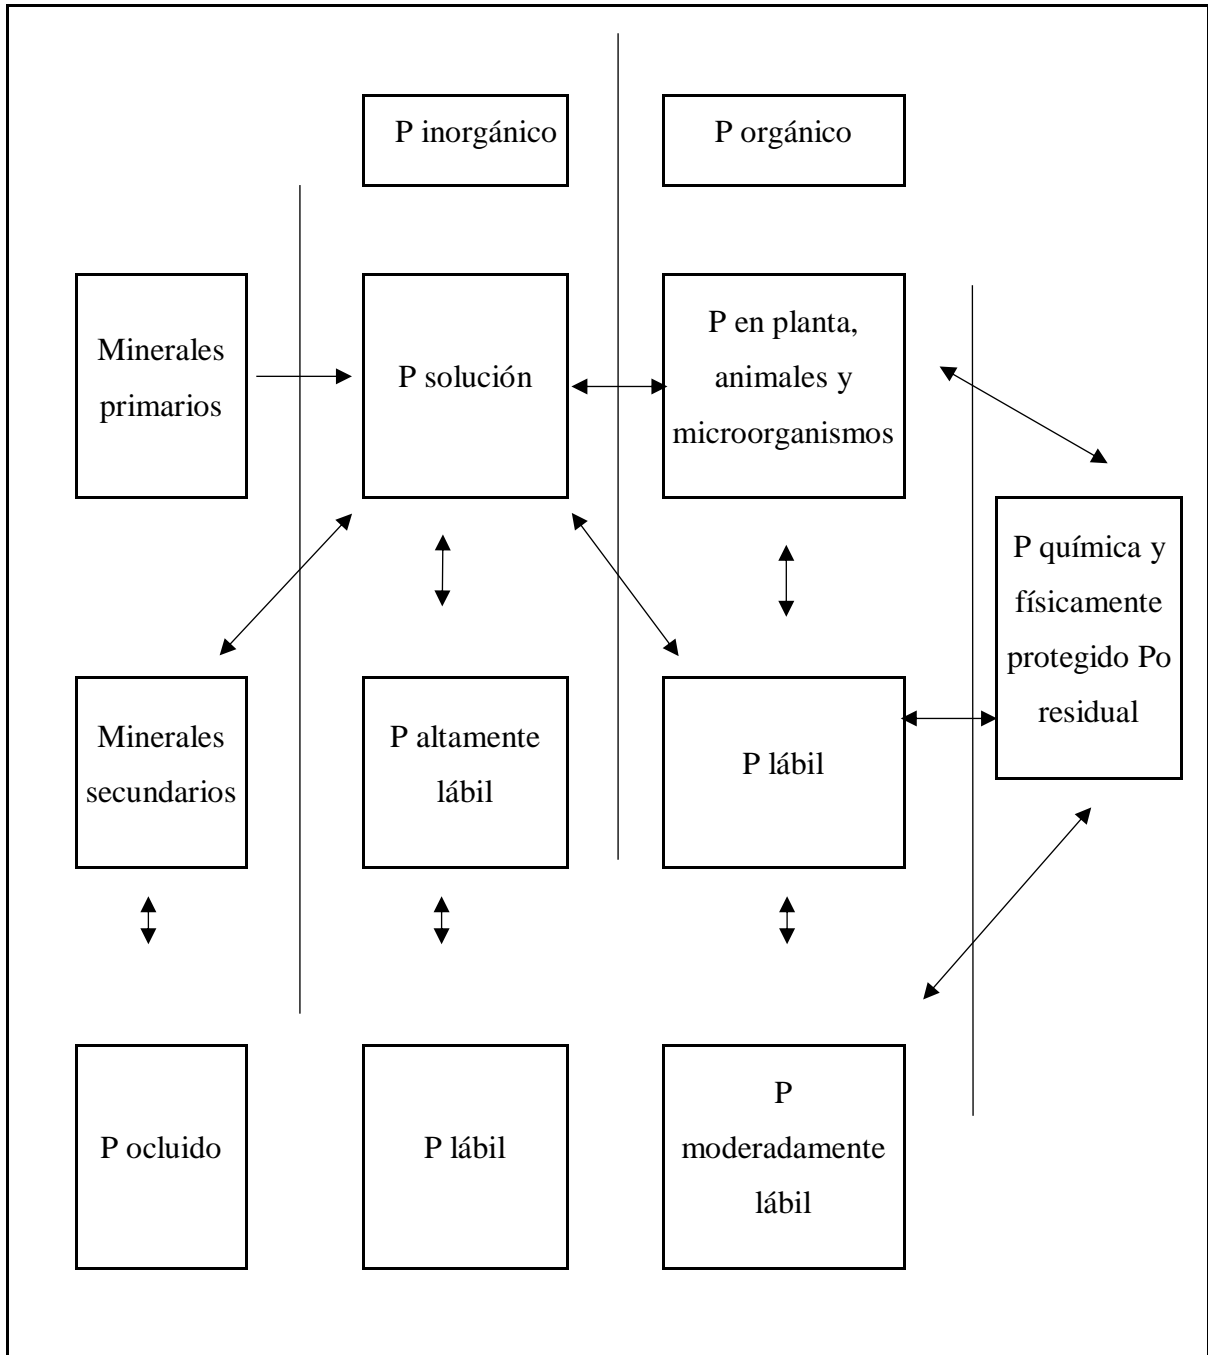 P inorgánico
P orgánico
Minerales
primarios
P solución
P en planta,
animales y
microorganismos
P química y
físicamente
protegido Po
residual
Minerales
secundarios
P altamente
lábil
P lábil
P ocluido
P lábil
P
moderadamente
lábil